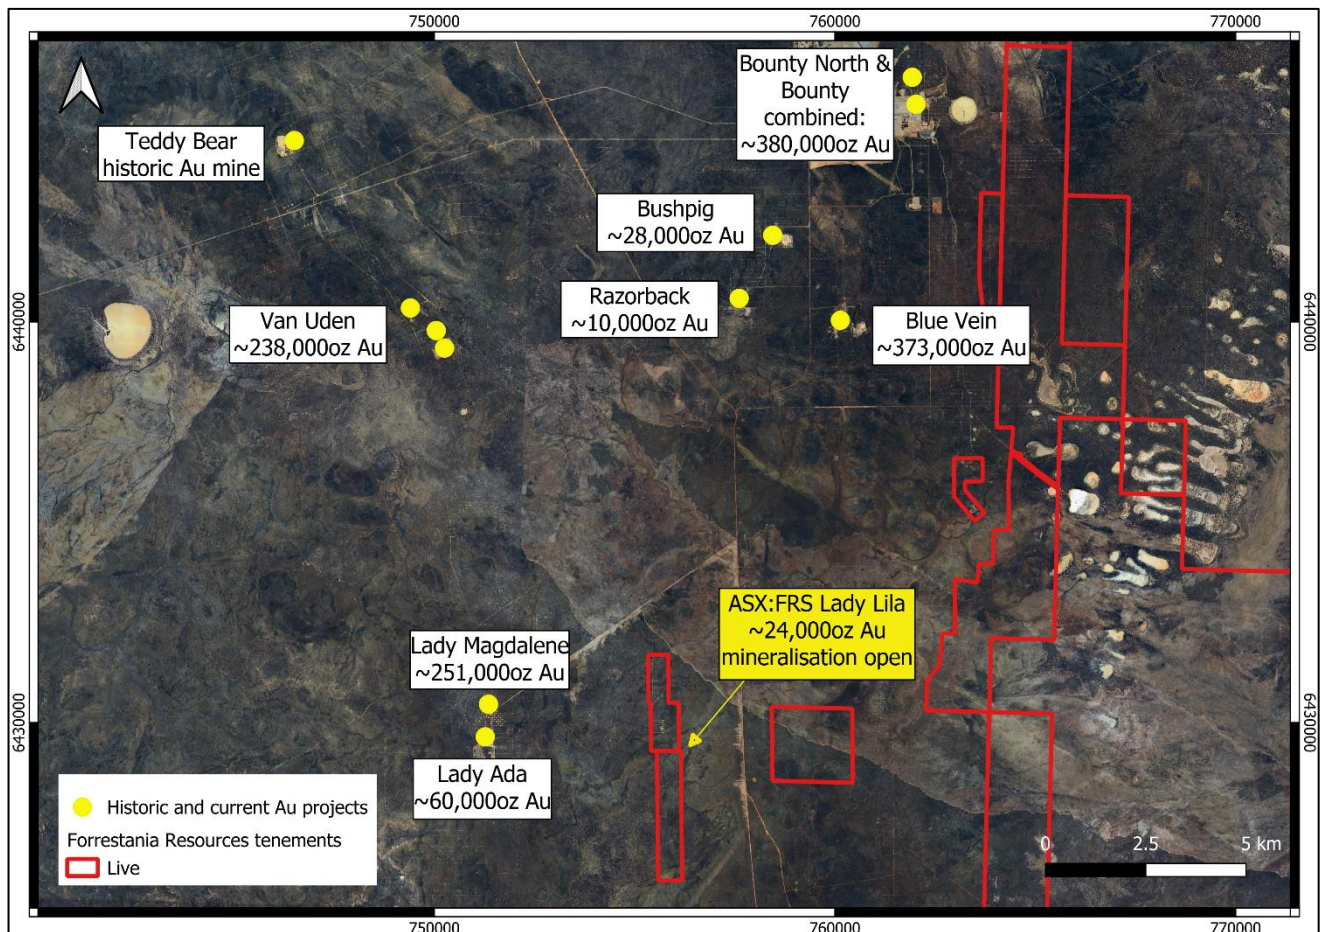 750000
760000
770000
Bounty North &
Bounty
combined:
~380,000oz Au
Teddy Bear
historic Au mine
Bushpig
~28,000oz Au
Razorback
~10,000oz Au
Van Uden
~238,000oz Au
Blue Vein
~373,000oz Au
6440000
6440000
ASX:FRS Lady Lila
~24,000oz Au
mineralisation open
Lady Magdalene
~251,000oz Au
6430000
6430000
Lady Ada
~60,000oz Au
Historic and current Au projects
Forrestania Resources tenements
Live
0 2.5 5 km
750000
760000
770000